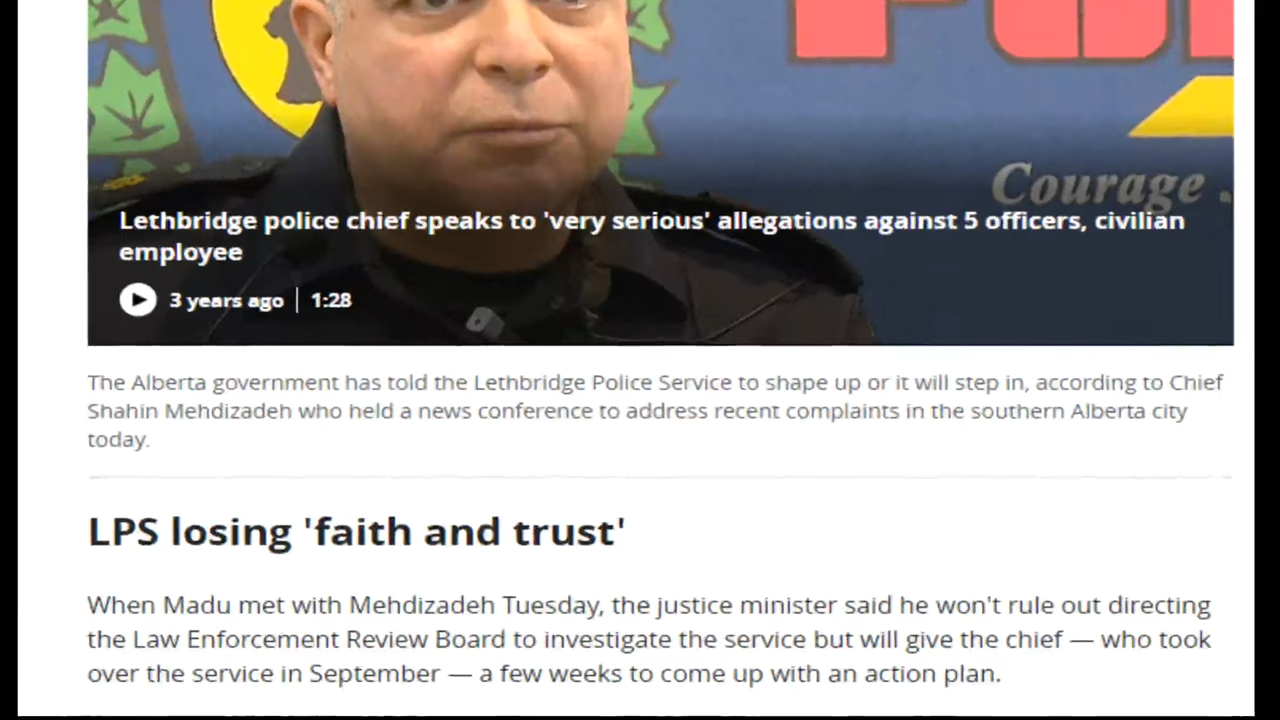 Courage
Lethbridge police chief speaks to 'very serious' allegations against 5 officers, civilian
employee
3 years ago | 1:28
The Alberta government has told the Lethbridge Police Service to shape up or it will step in, according to Chief
Shahin Mehdizadeh who held a news conference to address recent complaints in the southern Alberta city
today.
LPS losing 'faith and trust'
When Madu met with Mehdizadeh Tuesday, the justice minister said he won't rule out directing
the Law Enforcement Review Board to investigate the service but will give the chief — who took
over the service in September — a few weeks to come up with an action plan.